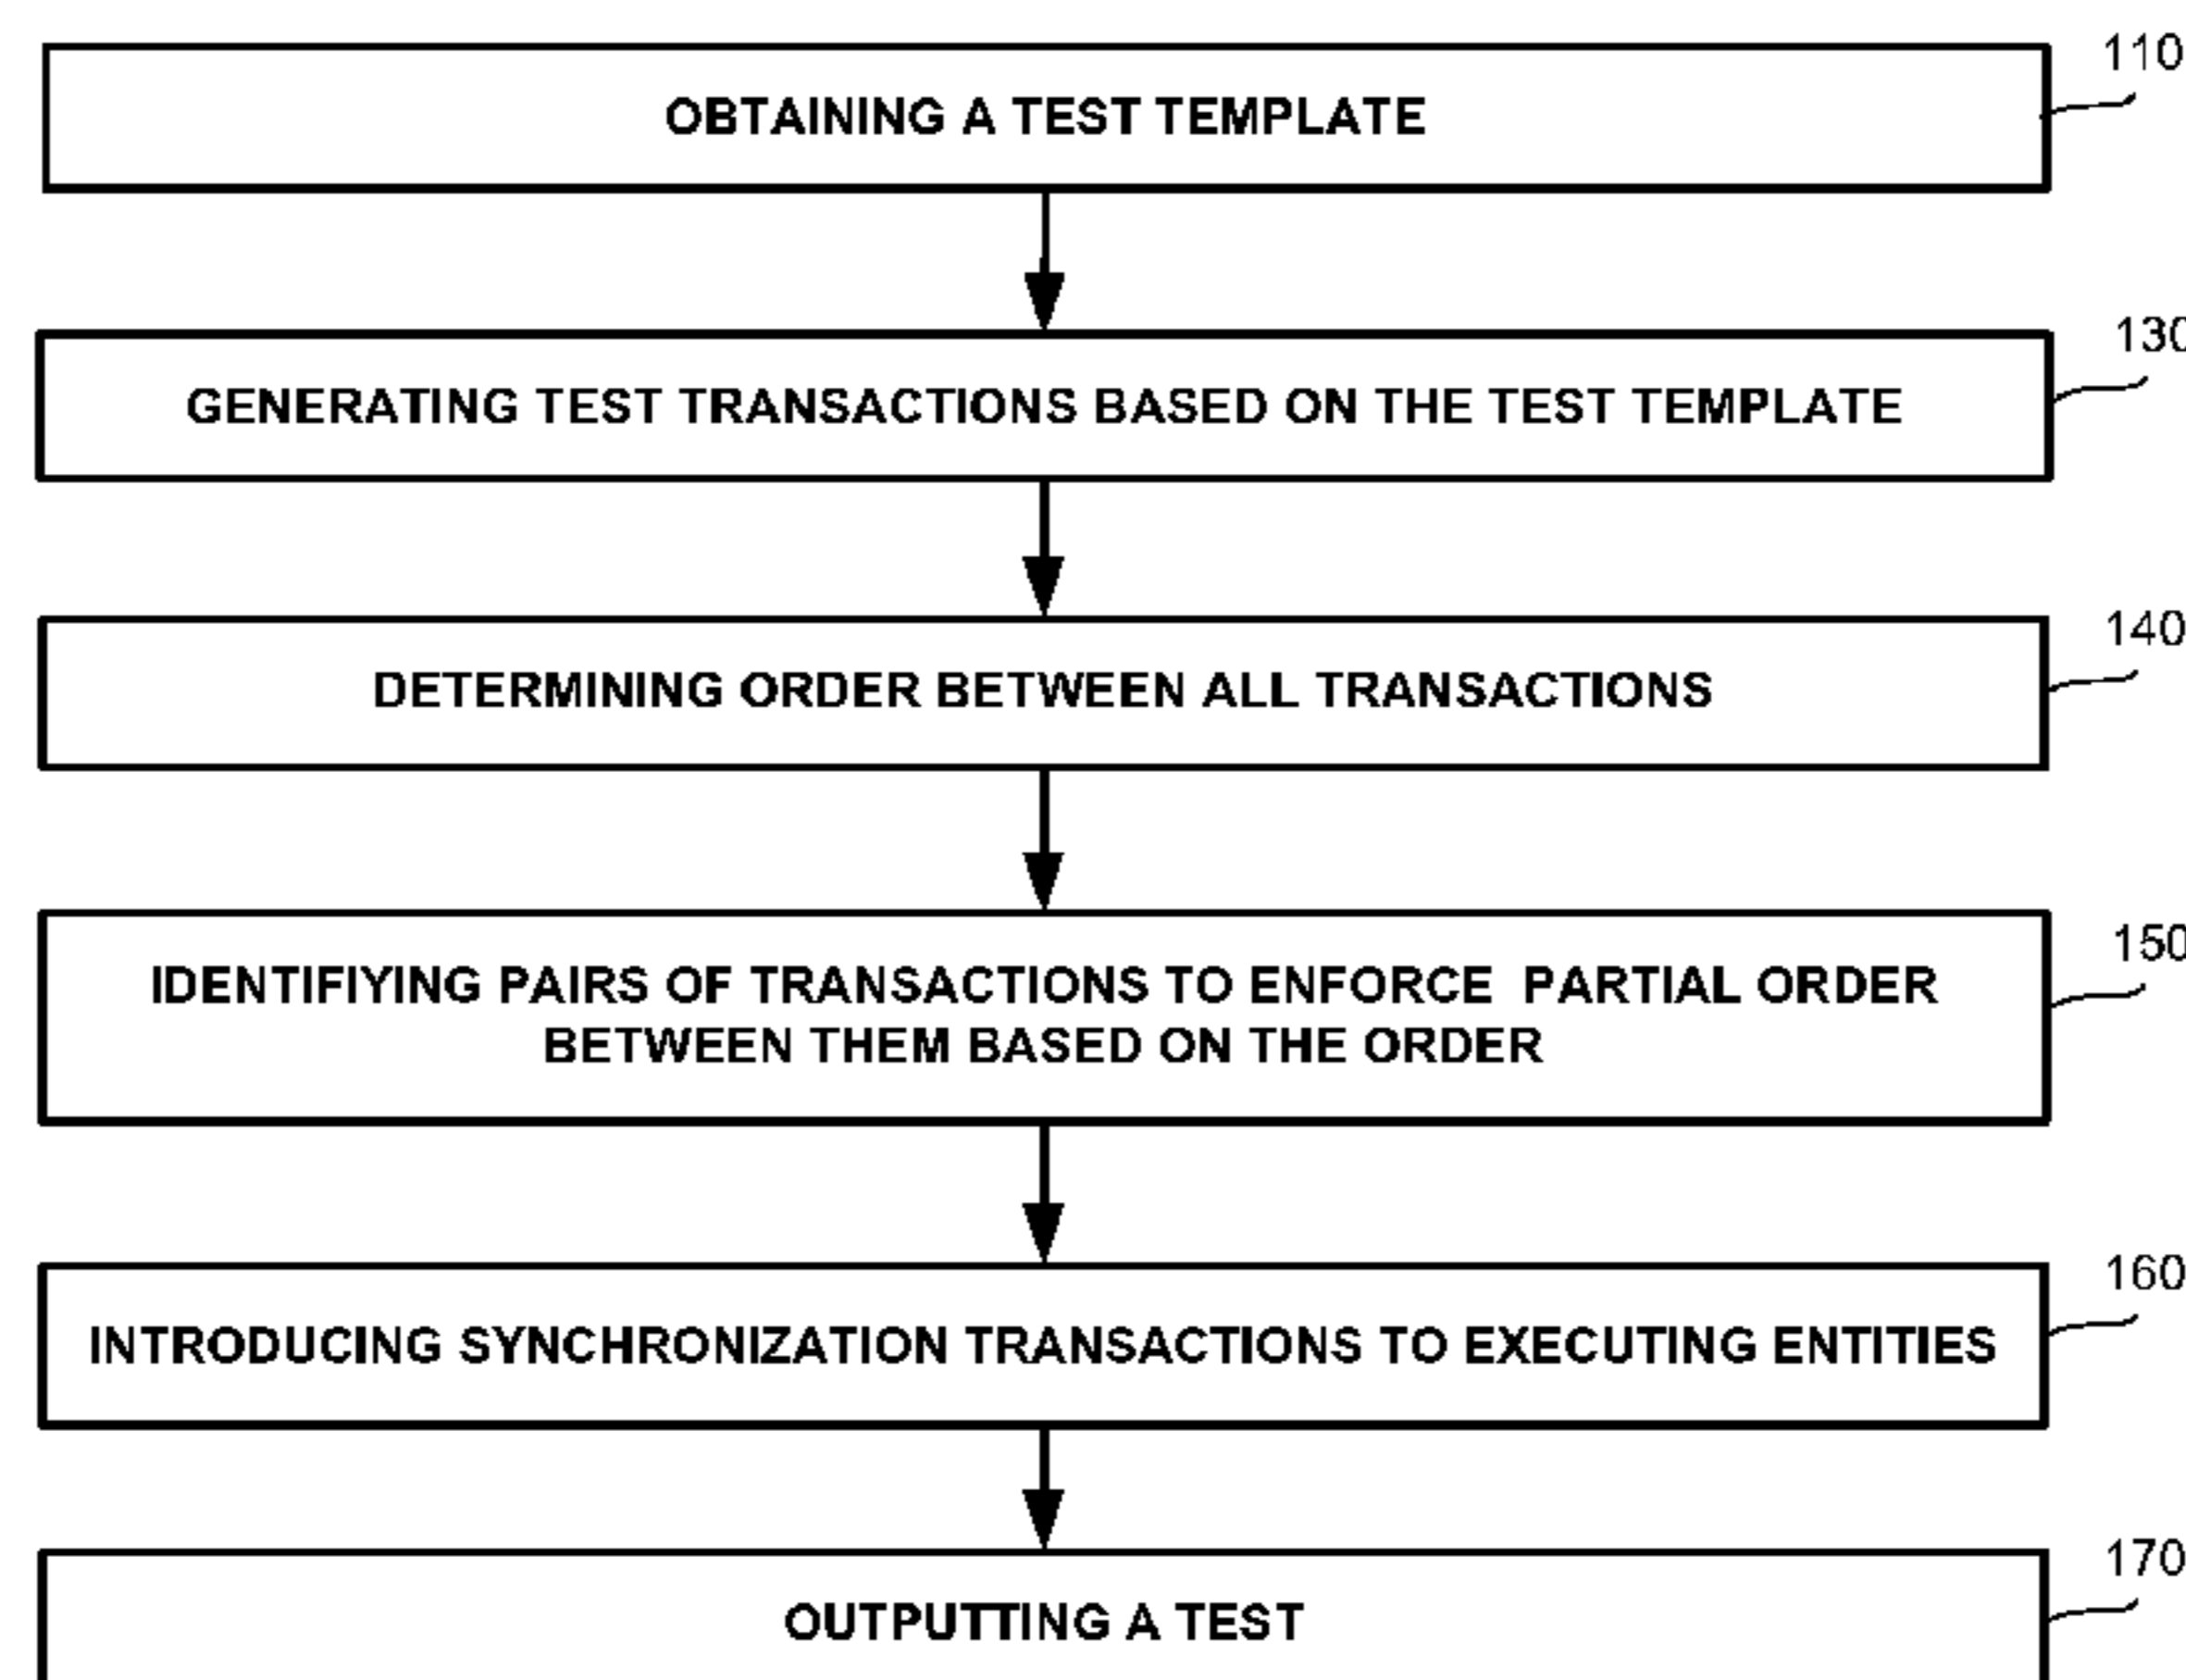 110
OBTAINING A TEST TEMPLATE
130
GENERATING TEST TRANSACTIONS BASED ON THE TEST TEMPLATE
140
DETERMINING ORDER BETWEEN ALL TRANSACTIONS
150
IDENTIFIYING PAIRS OF TRANSACTIONS TO ENFORCE PARTIAL ORDER
BETWEEN THEM BASED ON THE ORDER
160
INTRODUCING SYNCHRONIZATION TRANSACTIONS TO EXECUTING ENTITIES
170
OUTPUTTING A TEST